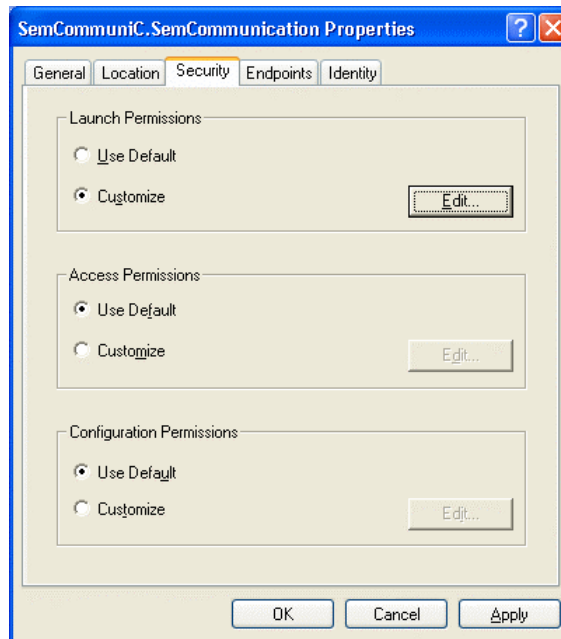 SemCommuniC.SemCommunication Properties
General Location Security Endpoints Identity
Launch Permissions
Use Default
Customize Edit...
Access Permissions
Use Default
Customize Edit...
Configuration Permissions
Use Default
Customize Edit...
OK Cancel Apply